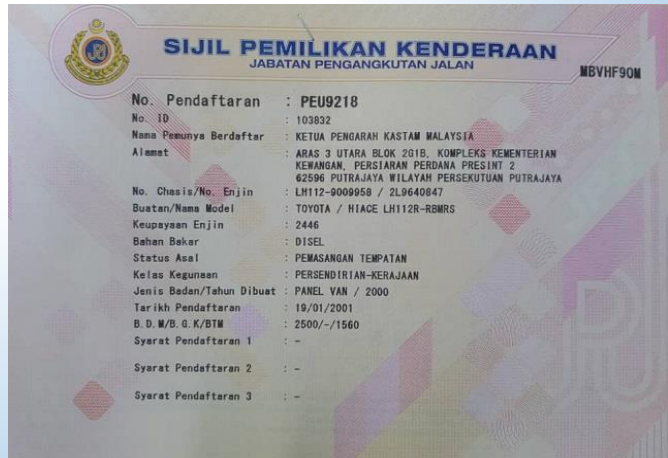 SIJIL PEMILIKAN KENDERAAN
JABATAN PENGANGKUTAN JALAN
MBVHF90M
No. Pendaftaran : PEU9218
No. ID : 103832
Nama Pemunya Berdaftar : KETUA PENGARAH KASTAM MALAYSIA
Alamat : ARAS 3 UTARA BLOK 2G1B, KOMPLEKS KEMENTERIAN
KEWANGAN, PERSIARAN PERDANA PRESINT 2
62596 PUTRAJAYA WILAYAH PERSEKUTUAN PUTRAJAYA
No. Chasis/No. Enjin : LH112-9009958 / 2L9640847
Buatan/Nama Model : TOYOTA / HIACE LH112R-RBMRS
Keupayaan Enjin : 2446
Bahan Bakar : DISEL
Status Asal : PEMASANGAN TEMPATAN
Kelas Kegunaan : PERSENDIRIAN-KERAJAAN
Jenis Badan/Tahun Dibuat : PANEL VAN / 2000
Tarikh Pendaftaran : 19/01/2001
B.D.M/B.G.K/BTM : 2500/-/1560
Syarat Pendaftaran 1 : -
Syarat Pendaftaran 2 : -
Syarat Pendaftaran 3 : -